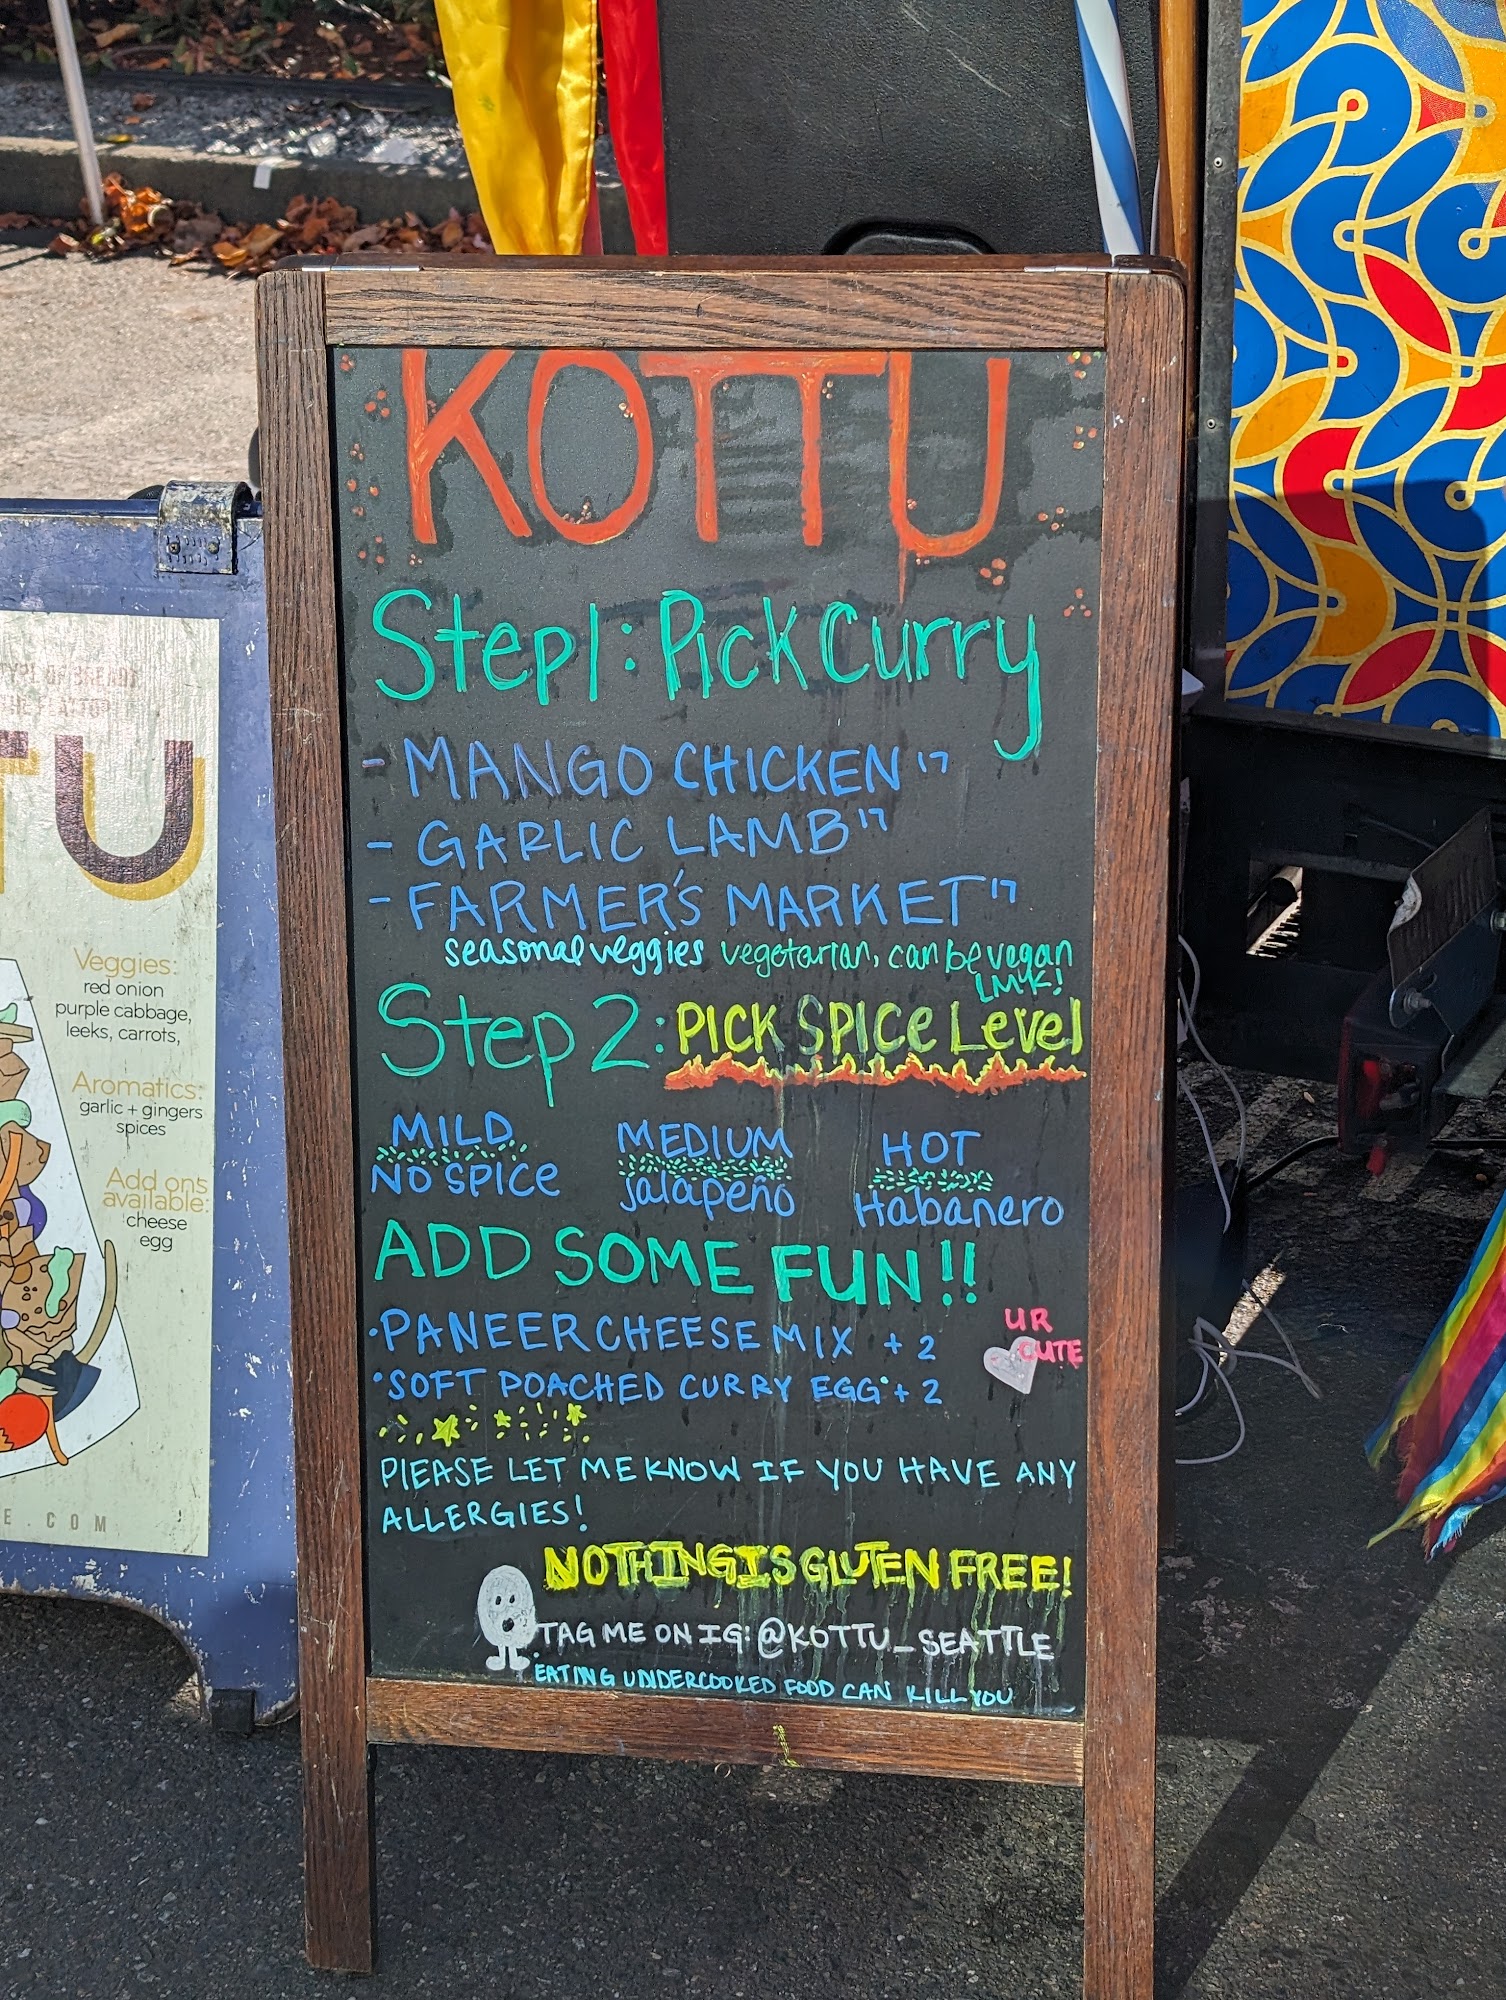 KOTTU
Step 1: Pick Curry
- MANGO CHICKEN 17
- GARLIC LAMB 17
- FARMER'S MARKET 17
seasonal veggies vegetarian, can be vegan
LMK!
Step 2: PICK SPICE Level
MILD MEDIUM HOT
NO SPICE jalapeño Habanero
ADD SOME FUN!!
• PANEER CHEESE MIX + 2
• SOFT POACHED CURRY EGG + 2
UR
CUTE
PLEASE LET ME KNOW IF YOU HAVE ANY
ALLERGIES!
NOTHING IS GLUTEN FREE!
TAG ME ON IG: @KOTTU_SEATTLE
EATING UNDERCOOKED FOOD CAN KILL YOU
TU
Veggies:
red onion
purple cabbage,
leeks, carrots,
Aromatics:
garlic + gingers
spices
Add ons
available:
cheese
egg
E.COM